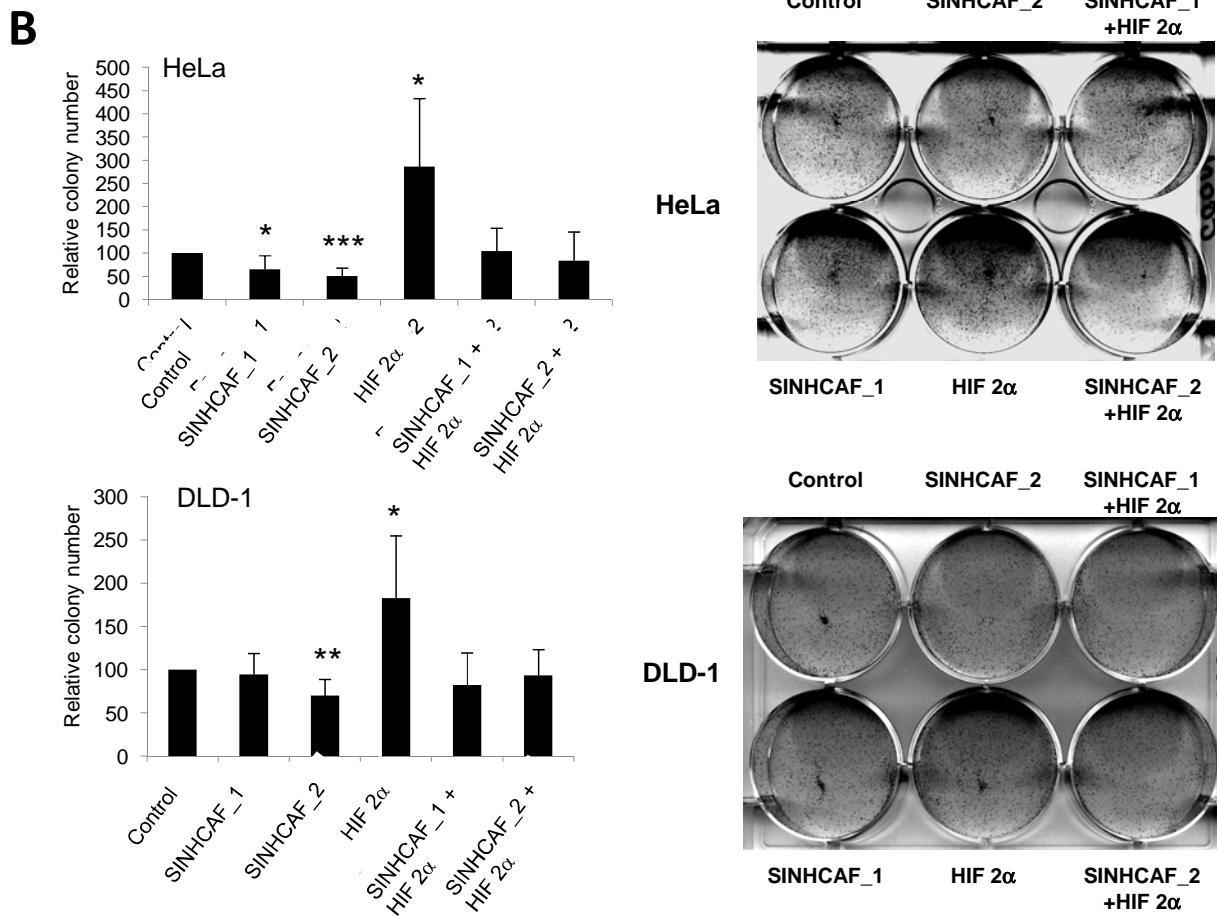 B
HeLa
*
*
***
Relative colony number
500
450
400
350
300
250
200
150
100
50
0
Control
Control
SINHCAF_1
SINHCAF_2
HIF 2α
SINHCAF_1 +
HIF 2α
SINHCAF_2 +
HIF 2α
DLD-1
*
**
Relative colony number
300
250
200
150
100
50
0
Control
SINHCAF_1
SINHCAF_2
HIF 2α
SINHCAF_1 +
HIF 2α
SINHCAF_2 +
HIF 2α
Control SINHCAF_2 SINHCAF_1
+HIF 2α
HeLa
SINHCAF_1 HIF 2α SINHCAF_2
+HIF 2α
Control SINHCAF_2 SINHCAF_1
+HIF 2α
DLD-1
SINHCAF_1 HIF 2α SINHCAF_2
+HIF 2α